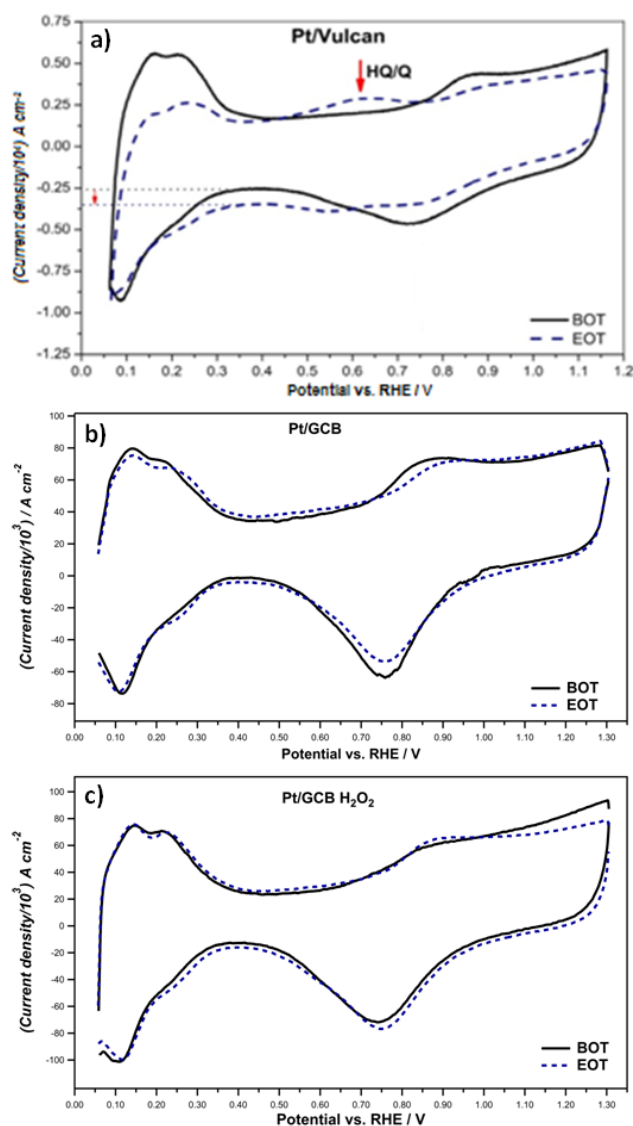 a)
Pt/Vulcan
HQ/Q
0.75
0.50
0.25
0.00
-0.25
-0.50
-0.75
-1.00
-1.25
BOT
EOT
0.0 0.1 0.2 0.3 0.4 0.5 0.6 0.7 0.8 0.9 1.0 1.1 1.2
Potential vs. RHE / V
b)
Pt/GCB
(Current density/10³) / A cm⁻²
100
80
60
40
20
0
-20
-40
-60
-80
BOT
EOT
0.00 0.10 0.20 0.30 0.40 0.50 0.60 0.70 0.80 0.90 1.00 1.10 1.20 1.30
Potential vs. RHE / V
c)
Pt/GCB H₂O₂
(Current density/10³) A cm⁻²
100
80
60
40
20
0
-20
-40
-60
-80
-100
BOT
EOT
0.00 0.10 0.20 0.30 0.40 0.50 0.60 0.70 0.80 0.90 1.00 1.10 1.20 1.30
Potential vs. RHE / V